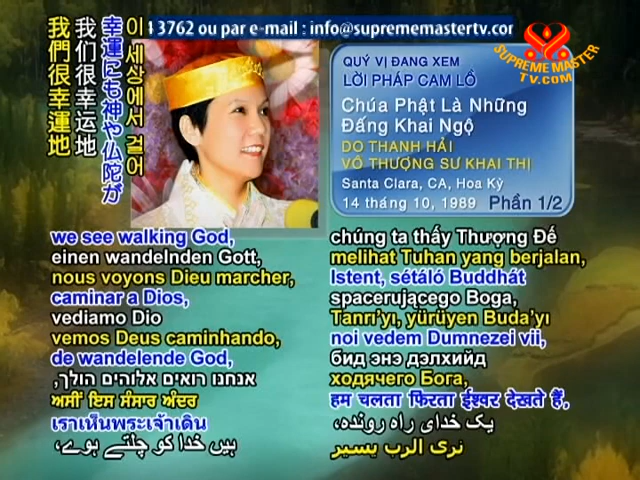 4 3762 ou par e-mail : info@suprememastertv.com
SUPREME MASTER
TV.COM
이 세상에서 걸어
幸運にも神や仏陀が
我们很幸运地
我們很幸運地
QUÝ VỊ ĐANG XEM
LỜI PHÁP CAM LỒ
Chúa Phật Là Những
Đấng Khai Ngộ
DO THANH HẢI
VÔ THƯỢNG SƯ KHAI THỊ
Santa Clara, CA, Hoa Kỳ
14 tháng 10, 1989 Phần 1/2
we see walking God,
einen wandelnden Gott,
nous voyons Dieu marcher,
caminar a Dios,
vediamo Dio
vemos Deus caminhando,
de wandelende God,
אנחנו רואים אלוהים הולך,
ਅਸੀਂ ਇਸ ਸੰਸਾਰ ਅੰਦਰ
เราเห็นพระเจ้าเดิน
ہیں خدا کو چلتے ہوے،
chúng ta thấy Thượng Đế
melihat Tuhan yang berjalan,
Istent, sétáló Buddhát
spacerującego Boga,
Tanrı'yı, yürüyen Buda'yı
noi vedem Dumnezei vii,
бид энэ дэлхийд
ходячего Бога,
हम चलता फिरता ईश्वर देखते हैं,
یک خدای راه رونده،
نرى الرب يسير